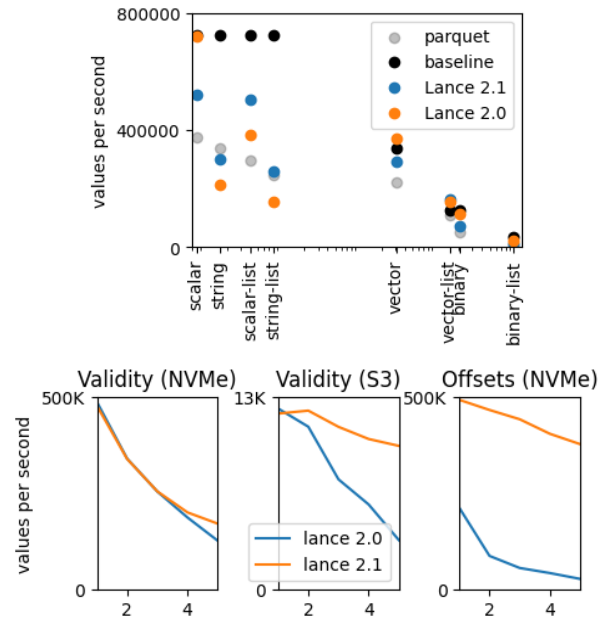 800000
400000
0
values per second
parquet
baseline
Lance 2.1
Lance 2.0
scalar
string
scalar-list
string-list
vector
vector-list
binary
binary-list
Validity (NVMe)
Validity (S3)
Offsets (NVMe)
500K
0
values per second
2 4
13K
0
lance 2.0
lance 2.1
2 4
500K
0
2 4